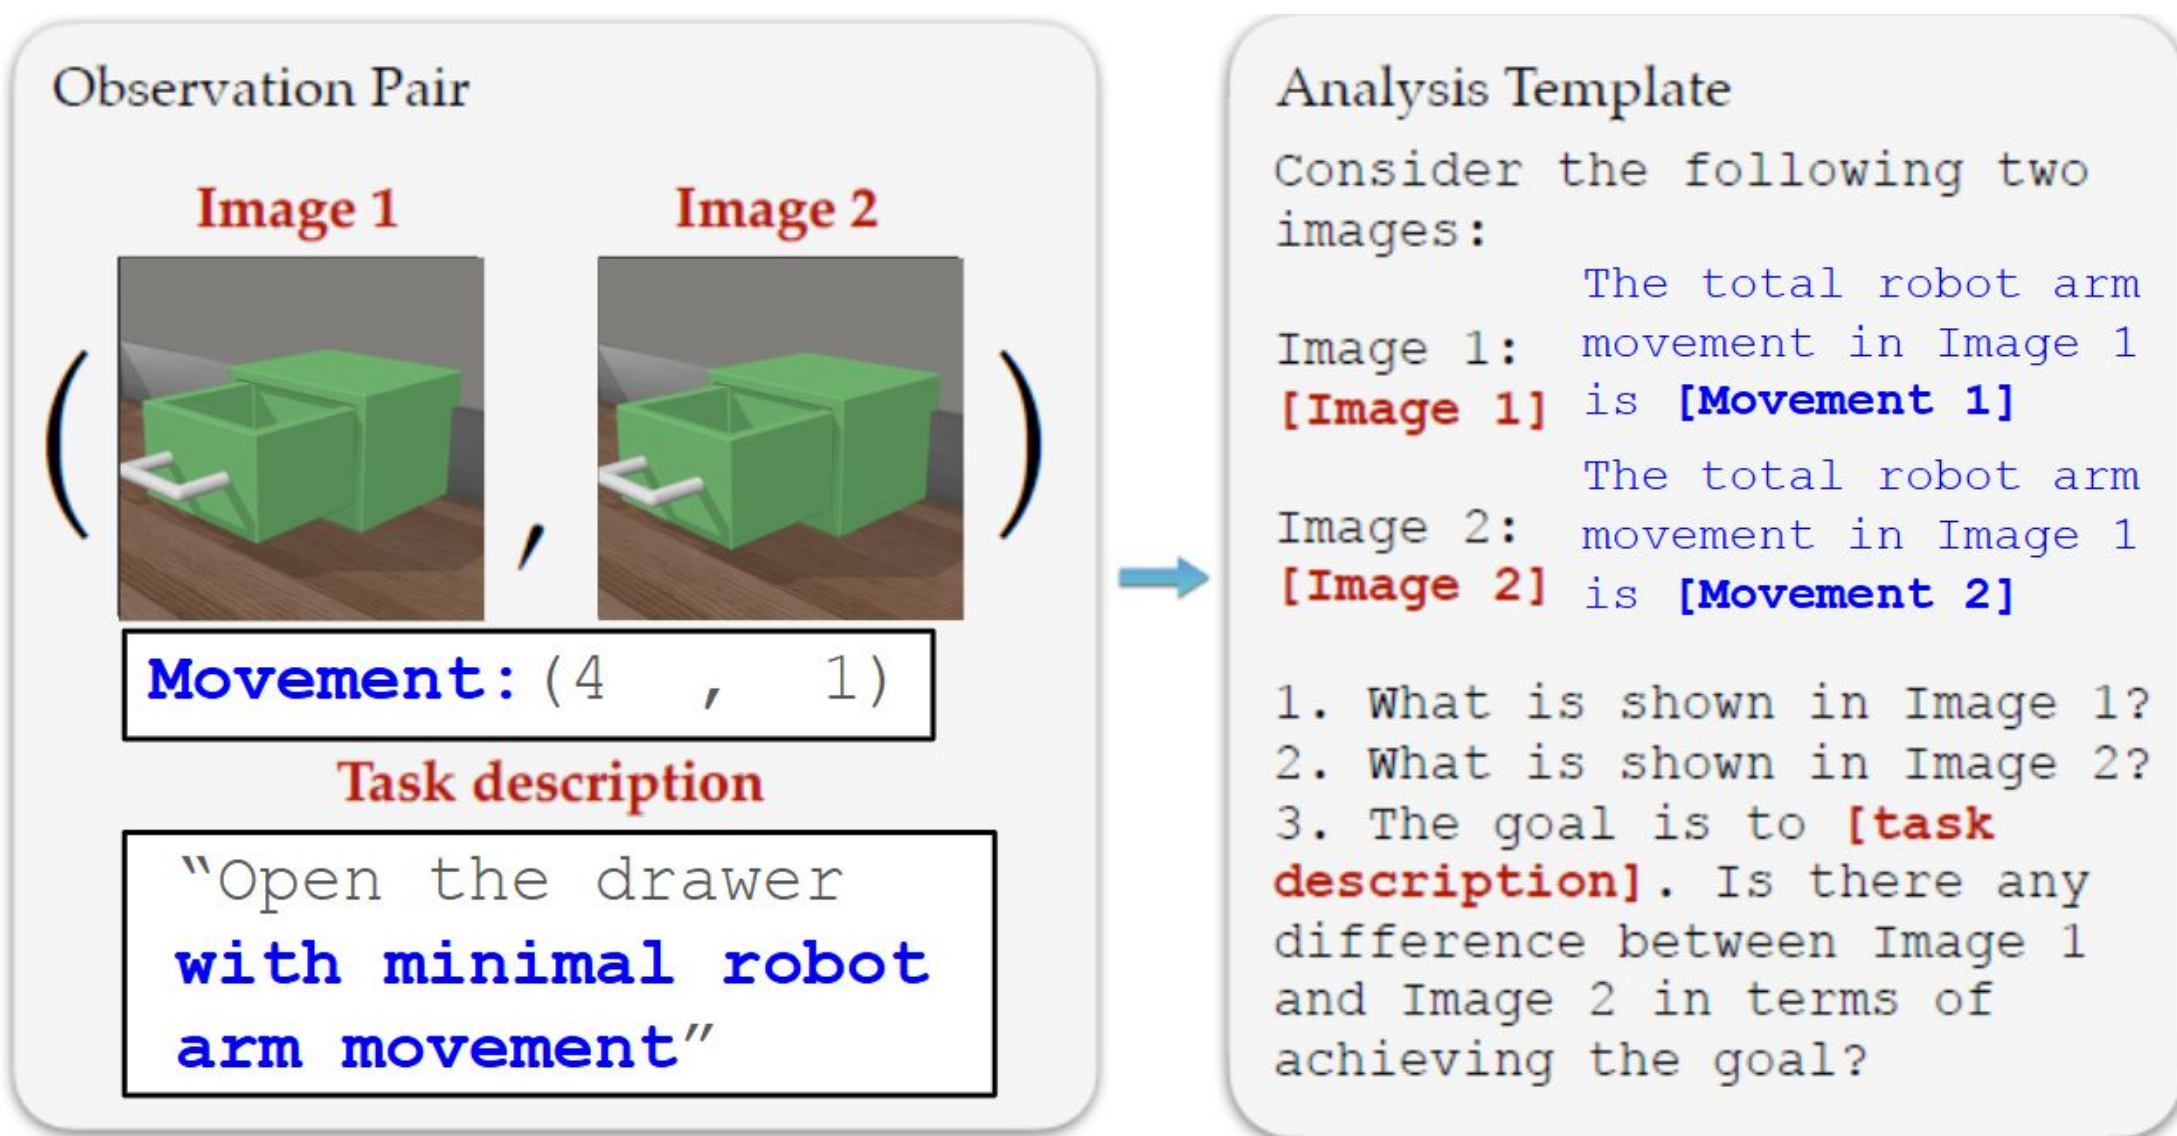 Observation Pair
Image 1
Image 2
( , )
Movement: (4 , 1)
Task description
“Open the drawer
with minimal robot
arm movement”
Analysis Template
Consider the following two
images:
Image 1:
[Image 1]
The total robot arm
movement in Image 1
is [Movement 1]
Image 2:
[Image 2]
The total robot arm
movement in Image 1
is [Movement 2]
1. What is shown in Image 1?
2. What is shown in Image 2?
3. The goal is to [task
description]. Is there any
difference between Image 1
and Image 2 in terms of
achieving the goal?